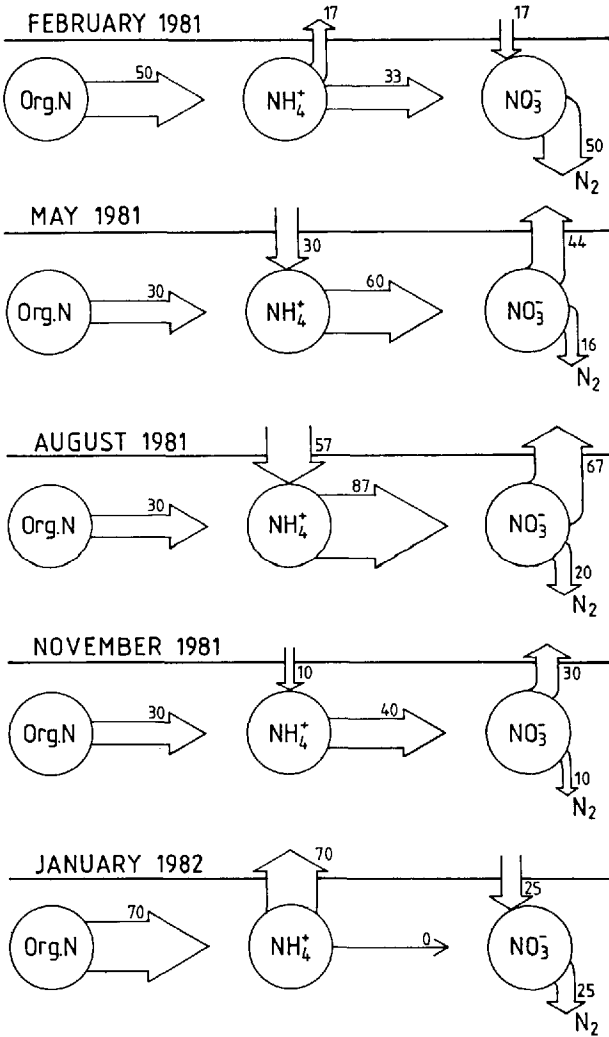 FEBRUARY 1981
17
17
Org.N
50
NH₄⁺
33
NO₃⁻
50
N₂
MAY 1981
30
44
Org.N
30
NH₄⁺
60
NO₃⁻
16
N₂
AUGUST 1981
57
67
Org.N
30
NH₄⁺
87
NO₃⁻
20
N₂
NOVEMBER 1981
10
30
Org.N
30
NH₄⁺
40
NO₃⁻
10
N₂
JANUARY 1982
70
25
Org.N
70
NH₄⁺
0
NO₃⁻
25
N₂